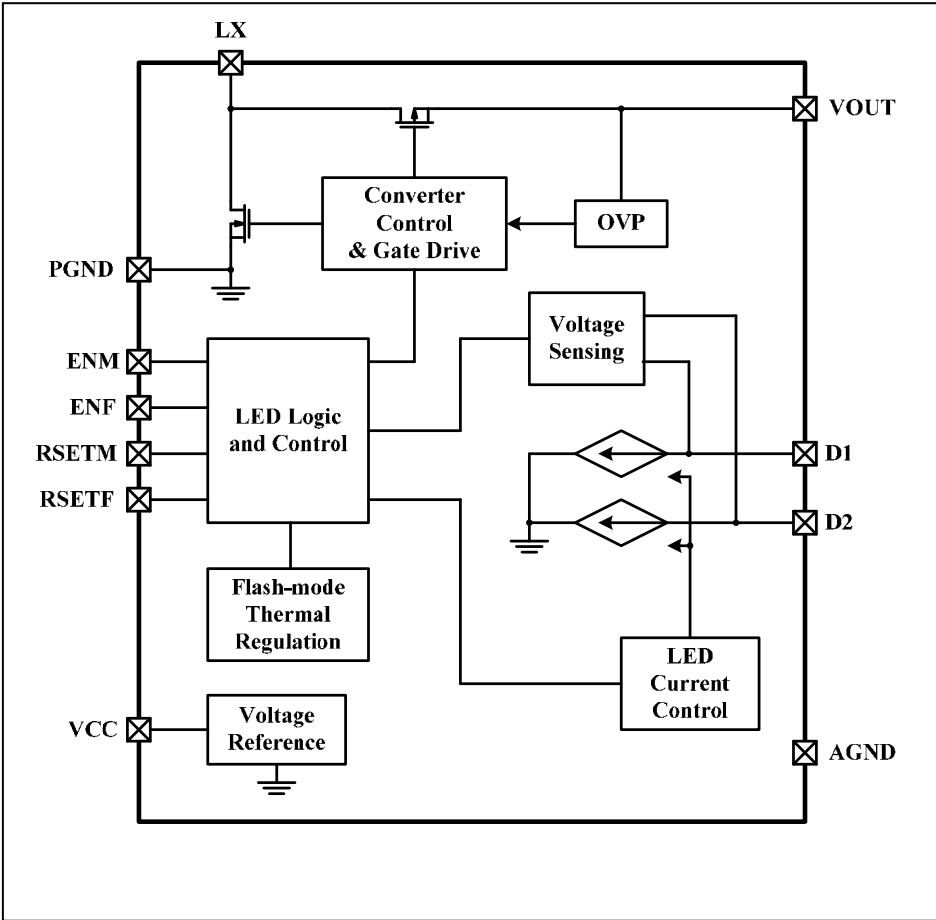 LX
VOUT
Converter
Control
& Gate Drive
OVP
PGND
ENM
ENF
RSETM
RSETF
LED Logic
and Control
Voltage
Sensing
D1
D2
Flash-mode
Thermal
Regulation
LED
Current
Control
VCC
Voltage
Reference
AGND